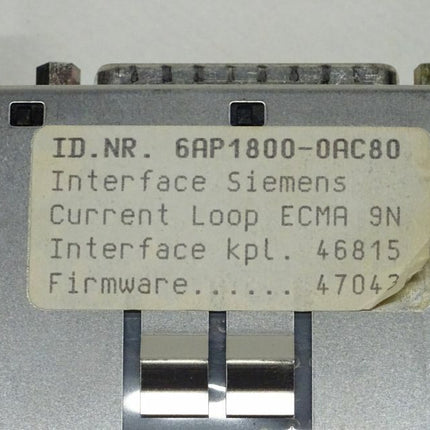 ID.NR. 6AP1800-0AC80
Interface Siemens
Current Loop ECMA 9N
Interface kpl. 46815
Firmware...... 4704